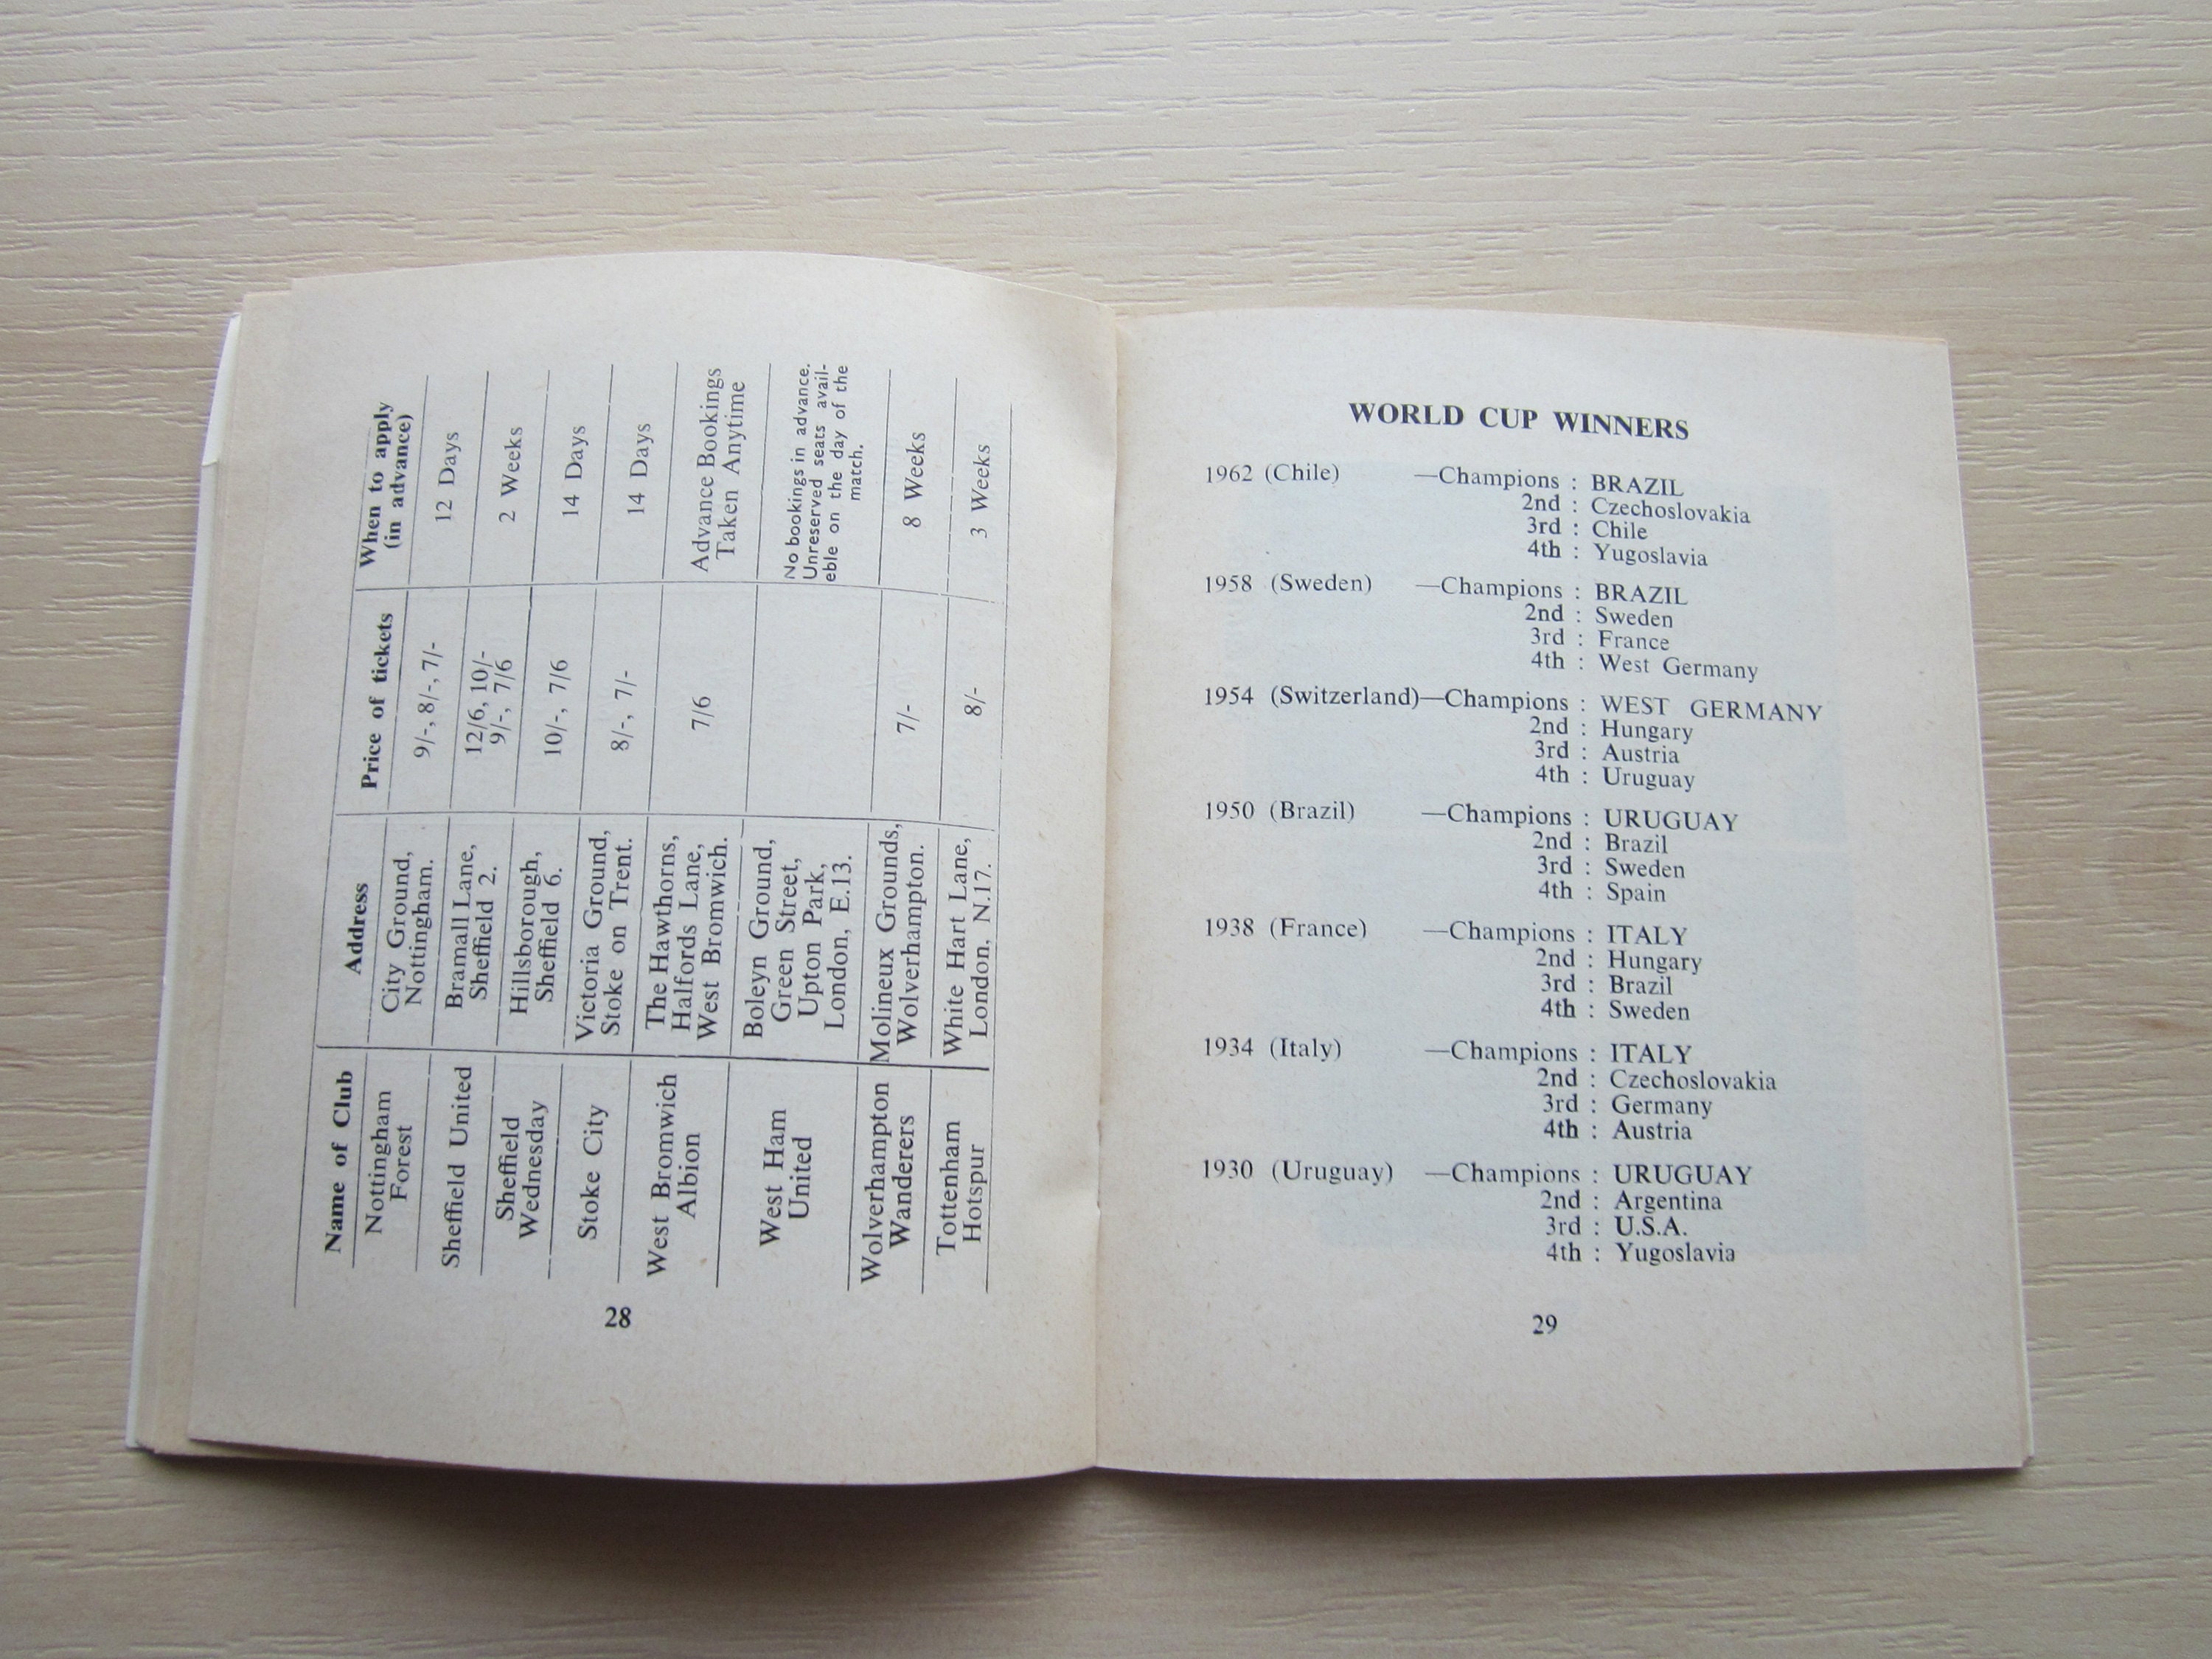 Name of Club Address Price of tickets When to apply
(in advance)
Nottingham
Forest
City Ground,
Nottingham.
9/-, 8/-, 7/-
12 Days
Sheffield United
Bramall Lane,
Sheffield 2.
12/6, 10/-
9/-, 7/6
2 Weeks
Sheffield
Wednesday
Hillsborough,
Sheffield 6.
10/-, 7/6
14 Days
Stoke City
Victoria Ground,
Stoke on Trent.
8/-, 7/-
14 Days
West Bromwich
Albion
The Hawthorns,
Halfords Lane,
West Bromwich.
7/6
Advance Bookings
Taken Anytime
West Ham
United
Boleyn Ground,
Green Street,
Upton Park,
London, E.13.
No bookings in advance.
Unreserved seats avail-
eble on the day of the
match.
Wolverhampton
Wanderers
Molineux Grounds,
Wolverhampton.
7/-
8 Weeks
Tottenham
Hotspur
White Hart Lane,
London, N.17.
8/-
3 Weeks
28
WORLD CUP WINNERS
1962 (Chile) —Champions : BRAZIL
2nd : Czechoslovakia
3rd : Chile
4th : Yugoslavia
1958 (Sweden) —Champions : BRAZIL
2nd : Sweden
3rd : France
4th : West Germany
1954 (Switzerland)—Champions : WEST GERMANY
2nd : Hungary
3rd : Austria
4th : Uruguay
1950 (Brazil) —Champions : URUGUAY
2nd : Brazil
3rd : Sweden
4th : Spain
1938 (France) —Champions : ITALY
2nd : Hungary
3rd : Brazil
4th : Sweden
1934 (Italy) —Champions : ITALY
2nd : Czechoslovakia
3rd : Germany
4th : Austria
1930 (Uruguay) —Champions : URUGUAY
2nd : Argentina
3rd : U.S.A.
4th : Yugoslavia
29